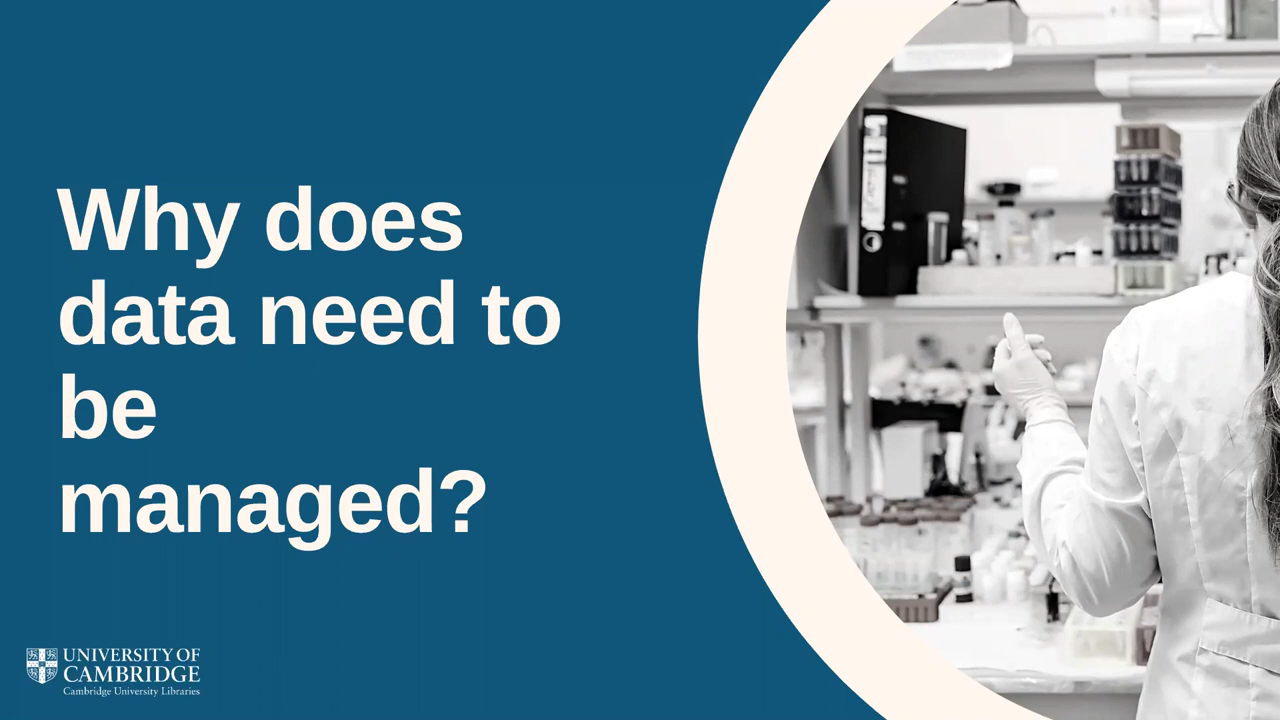 Why does
data need to
be
managed?
UNIVERSITY OF
CAMBRIDGE
Cambridge University Libraries